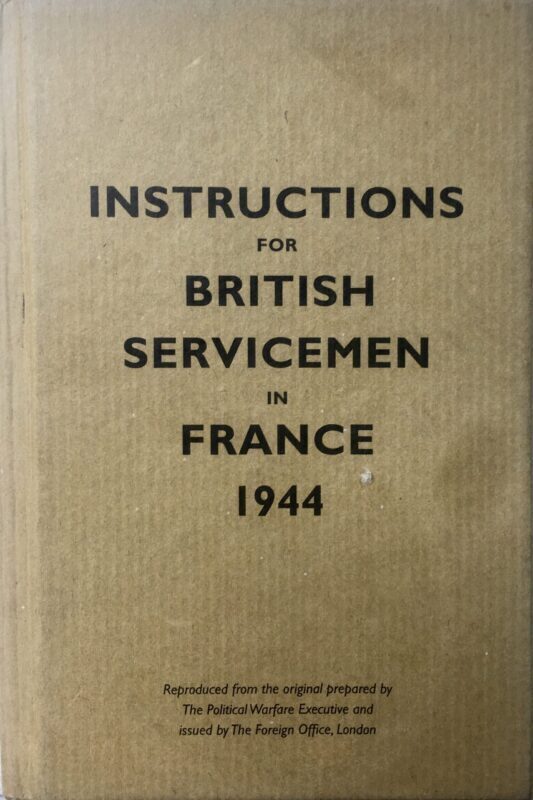 INSTRUCTIONS
FOR
BRITISH
SERVICEMEN
IN
FRANCE
1944
Reproduced from the original prepared by
The Political Warfare Executive and
issued by The Foreign Office, London